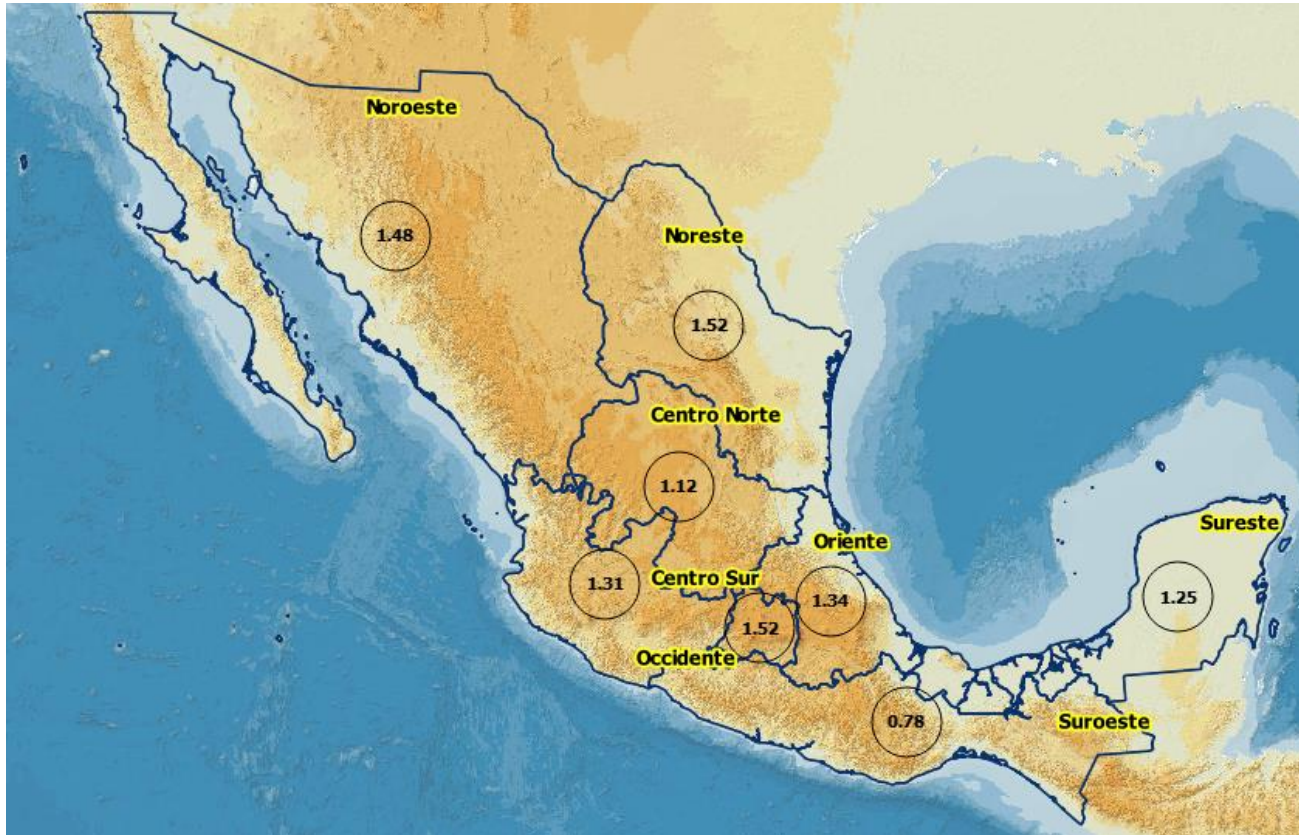 Noroeste
1.48
Noreste
1.52
Centro Norte
1.12
Oriente
Sureste
1.31
Centro Sur
1.34
1.25
1.52
Occidente
0.78
Suroeste